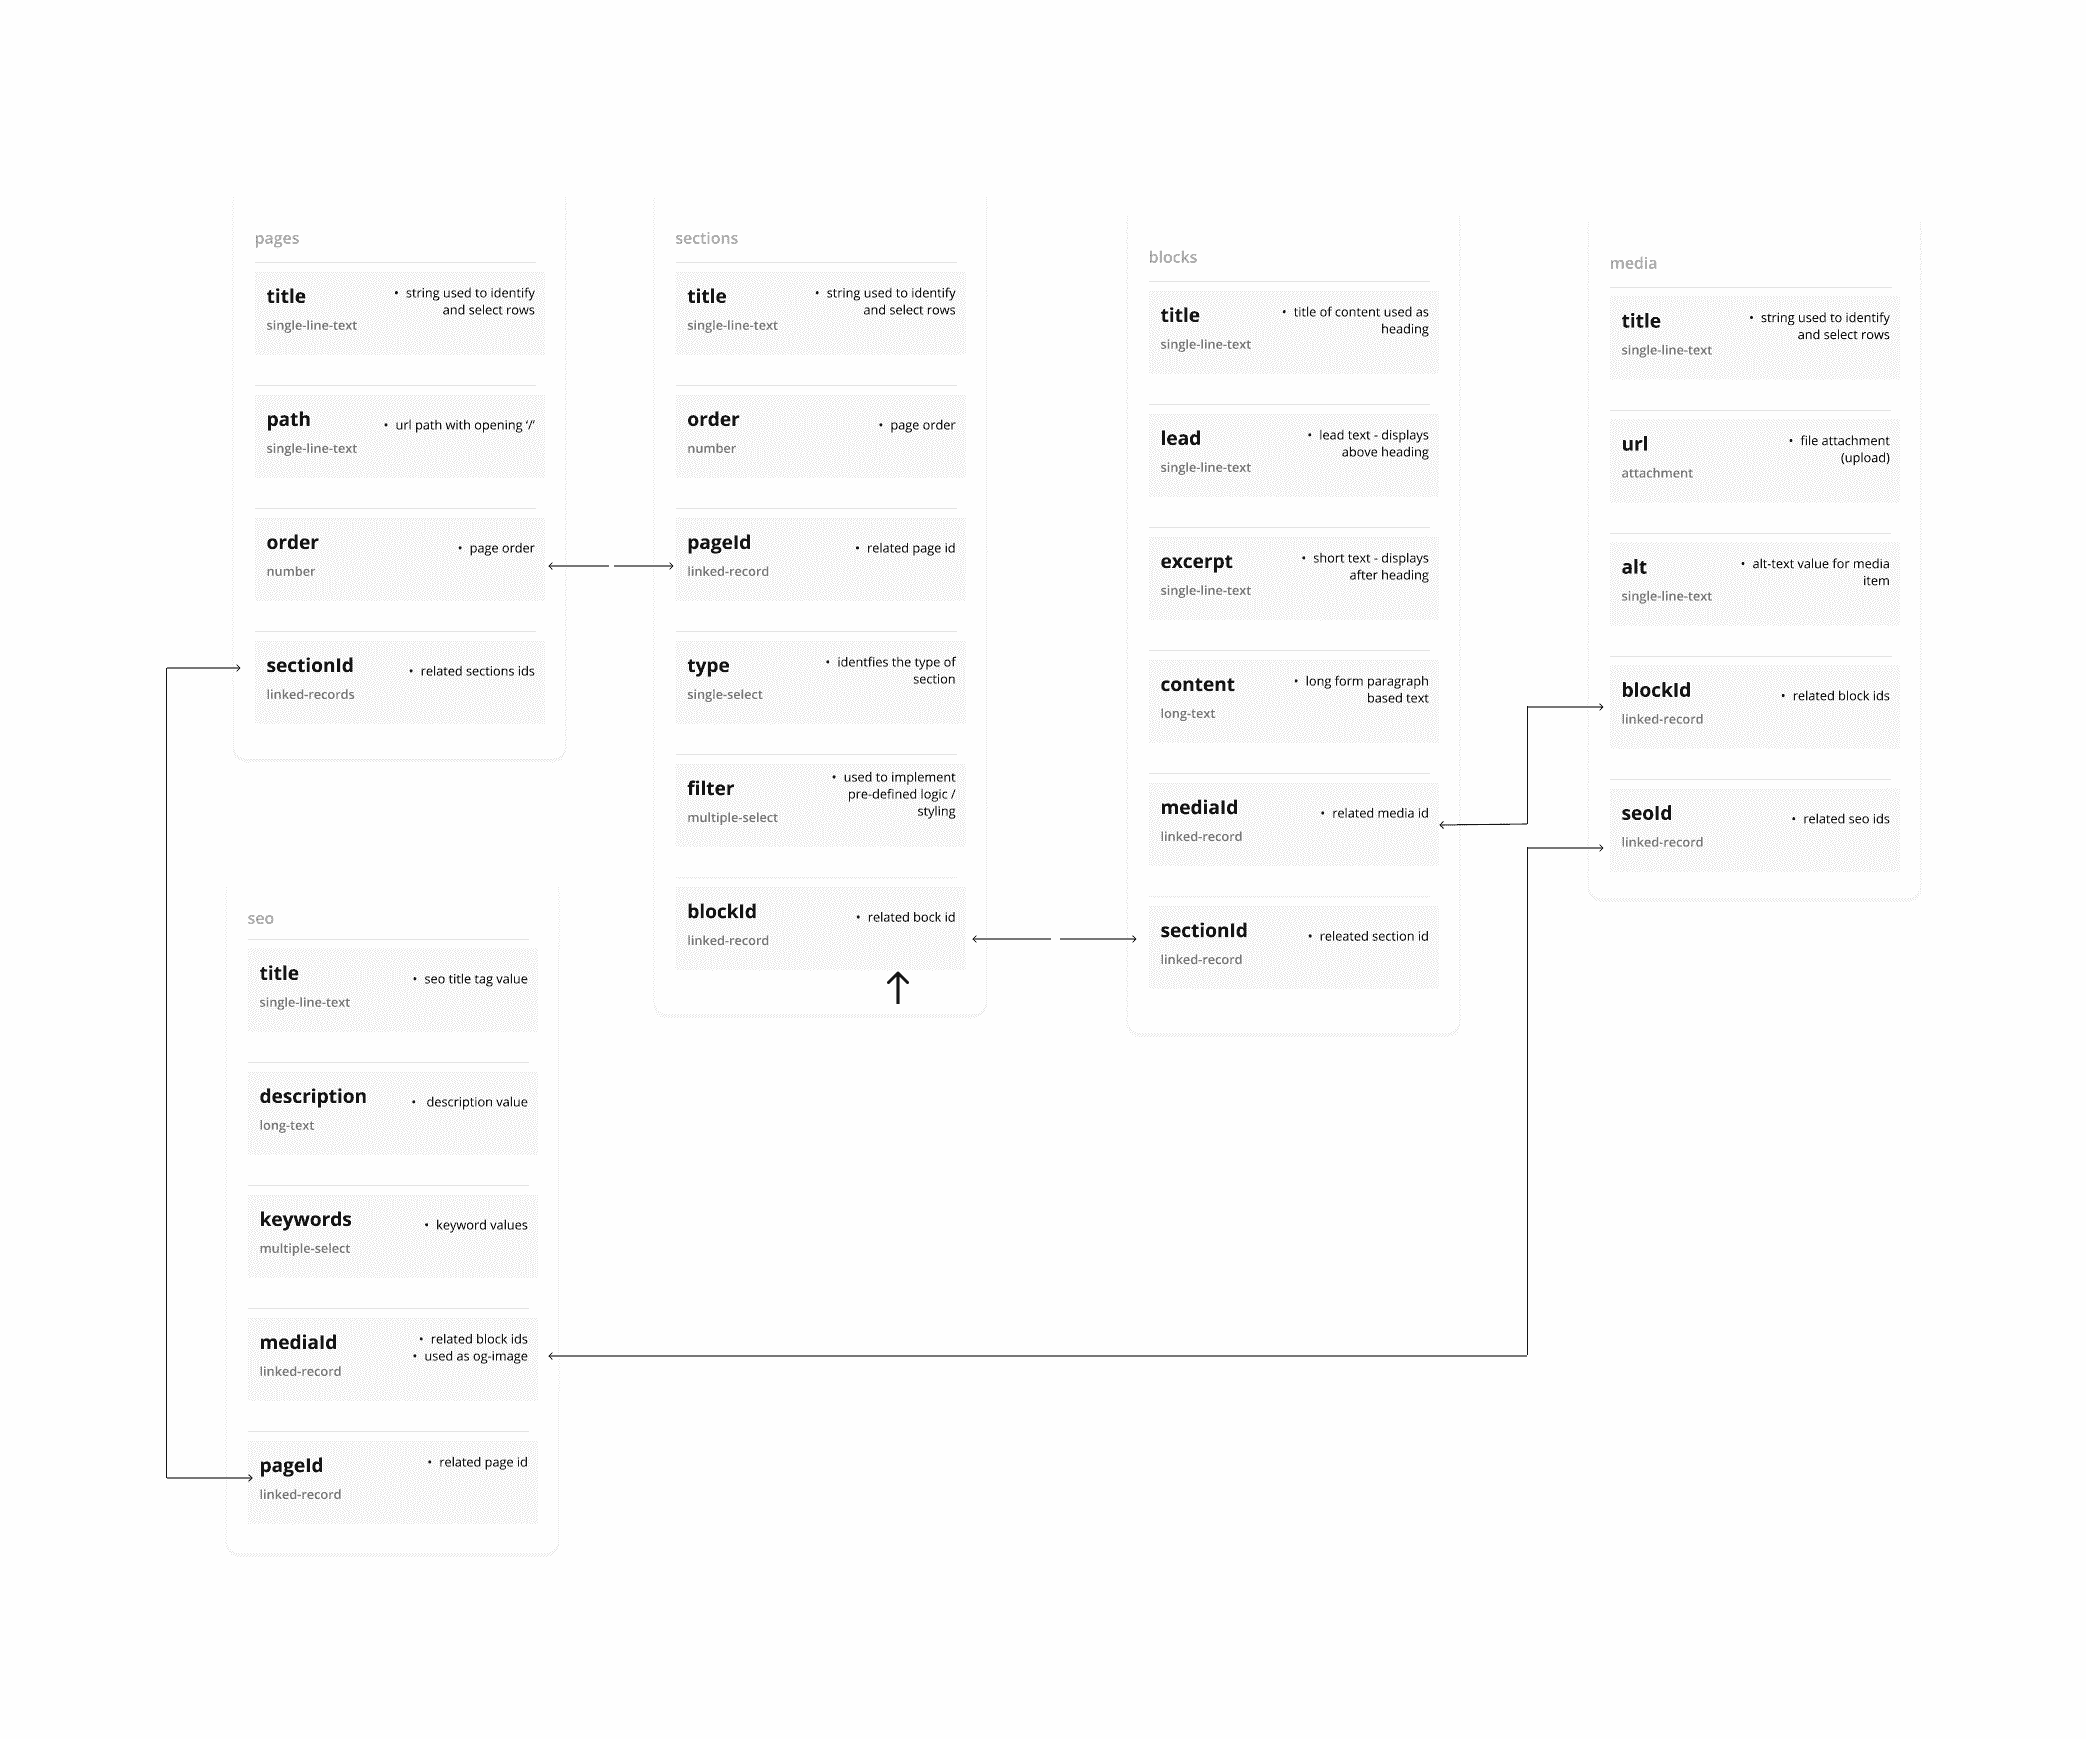 pages
title
single-line-text
• string used to identify
and select rows
path
single-line-text
• url path with opening ‘/’
order
number
• page order
sectionId
linked-records
• related sections ids
sections
title
single-line-text
• string used to identify
and select rows
order
number
• page order
pageId
linked-record
• related page id
type
single-select
• identfies the type of
section
filter
multiple-select
• used to implement
pre-defined logic /
styling
blockId
linked-record
• related bock id
blocks
title
single-line-text
• title of content used as
heading
lead
single-line-text
• lead text - displays
above heading
excerpt
single-line-text
• short text - displays
after heading
content
long-text
• long form paragraph
based text
mediaId
linked-record
• related media id
sectionId
linked-record
• releated section id
media
title
single-line-text
• string used to identify
and select rows
url
attachment
• file attachment
(upload)
alt
single-line-text
• alt-text value for media
item
blockId
linked-record
• related block ids
seoId
linked-record
• related seo ids
seo
title
single-line-text
• seo title tag value
description
long-text
• description value
keywords
multiple-select
• keyword values
mediaId
linked-record
• related block ids
• used as og-image
pageId
linked-record
• related page id